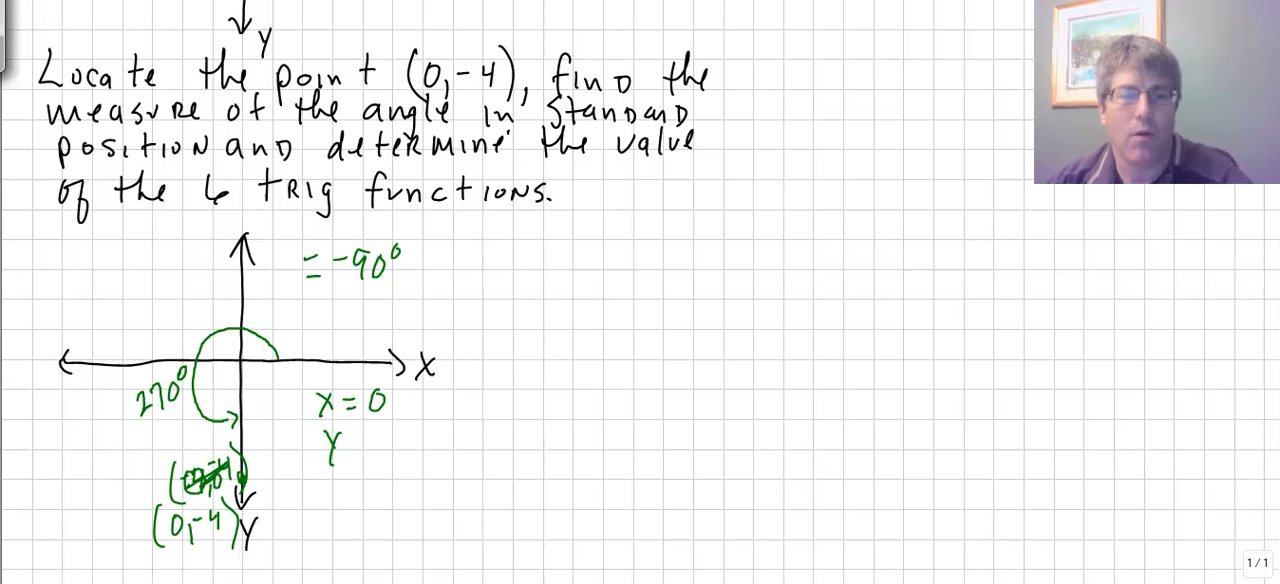 Y
Locate the point (0,-4), find the
measure of the angle in standard
position and determine the value
of the 6 trig functions.
= -90°
X
270°
X = 0
Y
(0,-4)
Y
1 / 1